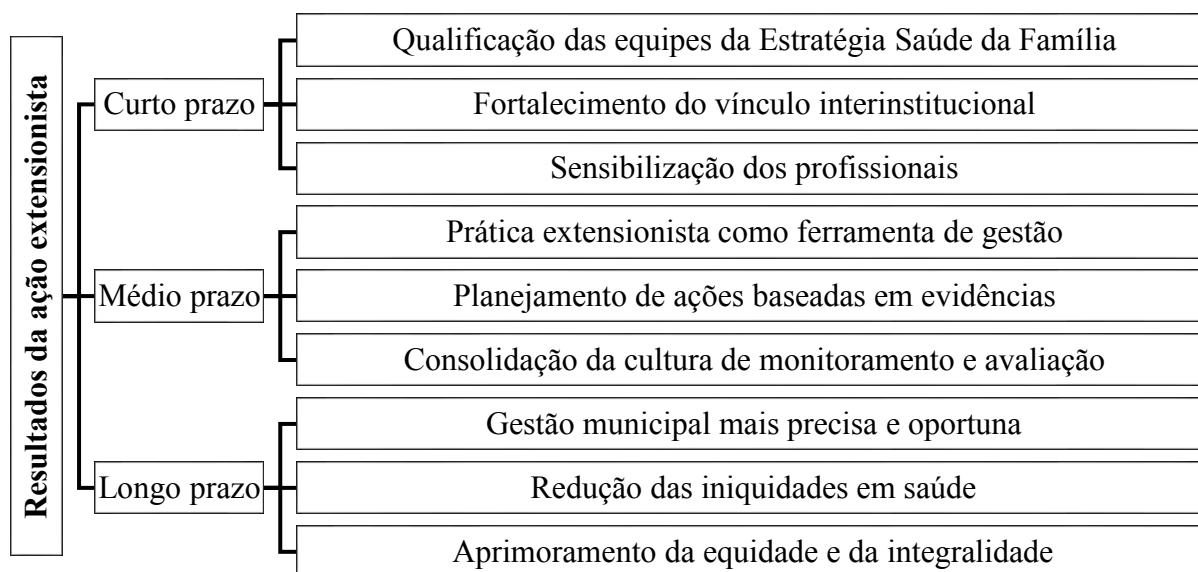 Resultados da ação extensionista
Curto prazo
Qualificação das equipes da Estratégia Saúde da Família
Fortalecimento do vínculo interinstitucional
Sensibilização dos profissionais
Médio prazo
Prática extensionista como ferramenta de gestão
Planejamento de ações baseadas em evidências
Consolidação da cultura de monitoramento e avaliação
Longo prazo
Gestão municipal mais precisa e oportuna
Redução das iniquidades em saúde
Aprimoramento da equidade e da integralidade